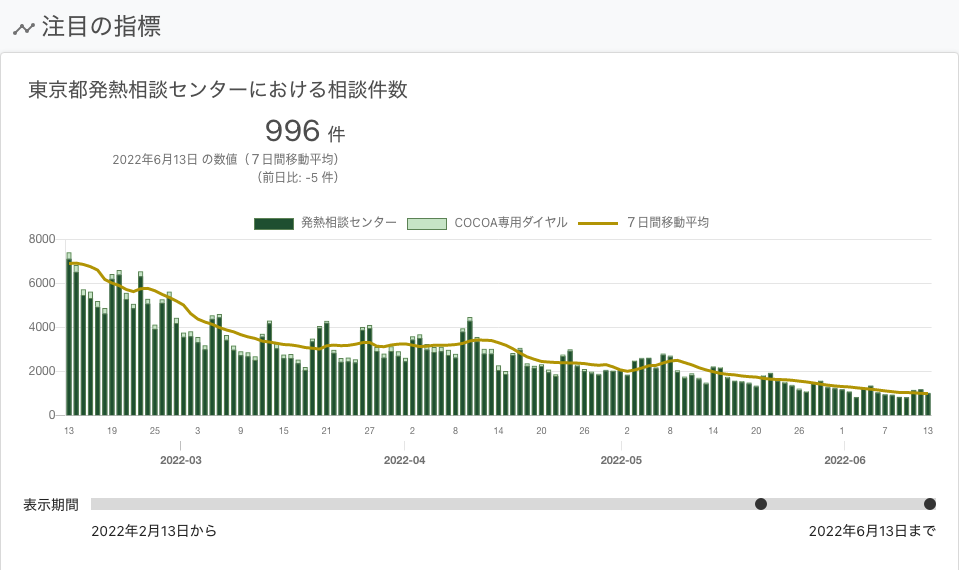 注目の指標
東京都発熱相談センターにおける相談件数
996 件
2022年6月13日 の数値（７日間移動平均）
（前日比: -5 件）
発熱相談センター COCOA専用ダイヤル ７日間移動平均
8000
6000
4000
2000
0
13 19 25 3 9 15 21 27 2 8 14 20 26 2 8 14 20 26 1 7 13
2022-03 2022-04 2022-05 2022-06
表示期間
2022年2月13日から 2022年6月13日まで